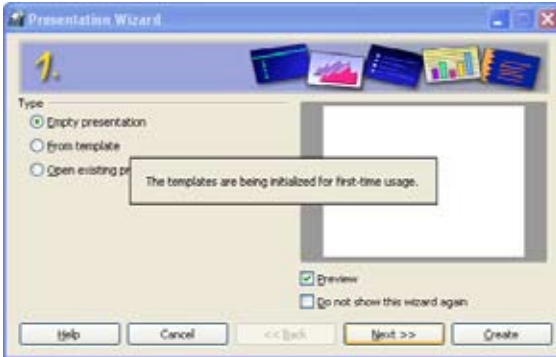 Presentation Wizard
1.
Type
Empty presentation
From template
Open existing pr
The templates are being initialized for first-time usage.
Preview
Do not show this wizard again
Help
Cancel
<< Back
Next >>
Create